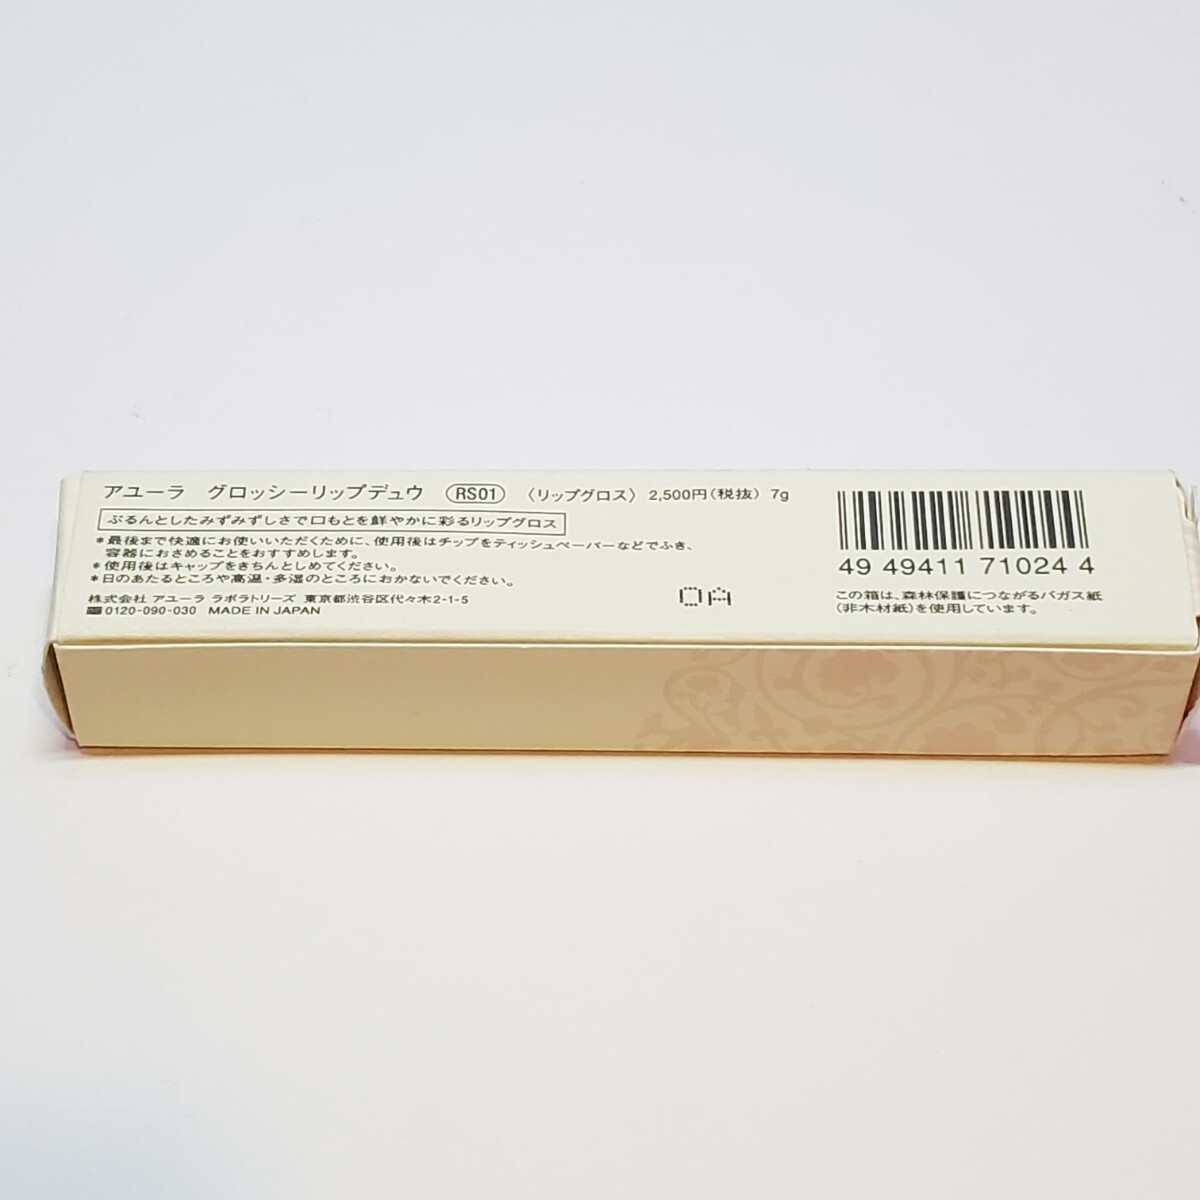 アユーラ グロッシーリップデュウ RS01 〈リップグロス〉 2,500円(税抜) 7g
ぷるんとしたみずみずしさで口もとを鮮やかに彩るリップグロス
*最後まで快適にお使いいただくために、使用後はチップをティッシュペーパーなどでふき、
容器におさめることをおすすめします。
*使用後はキャップをきちんとしめてください。
*日のあたるところや高温・多湿のところにおかないでください。
株式会社 アユーラ ラボラトリーズ 東京都渋谷区代々木2-1-5
0120-090-030 MADE IN JAPAN
49 49411 71024 4
この箱は、森林保護につながるバガス紙
(非木材紙)を使用しています。